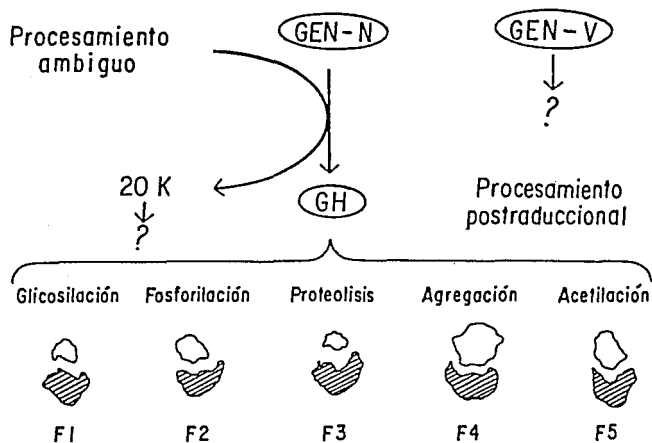 Procesamiento
ambiguo
GEN-N
GEN-V
?
20 K
?
GH
Procesamiento
postraduccional
Glicosilación
Fosforilación
Proteolisis
Agregación
Acetilación
F1
F2
F3
F4
F5